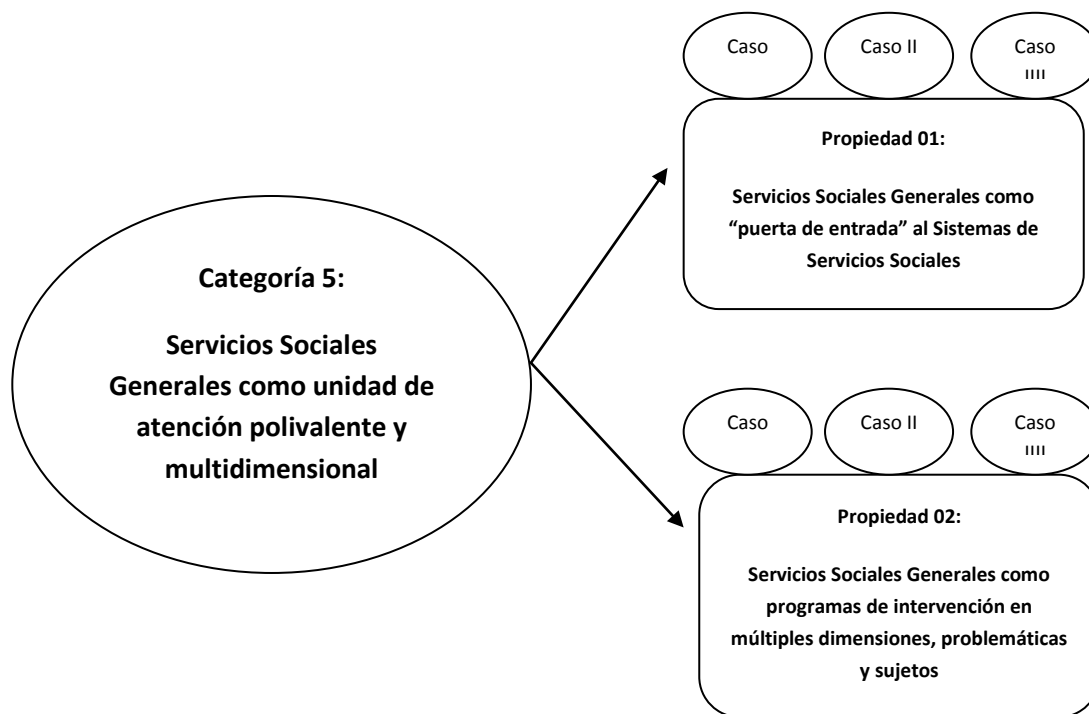 Caso
Caso II
Caso
IIII
Propiedad 01:
Servicios Sociales Generales como
“puerta de entrada” al Sistemas de
Servicios Sociales
Categoría 5:
Servicios Sociales
Generales como unidad de
atención polivalente y
multidimensional
Caso
Caso II
Caso
IIII
Propiedad 02:
Servicios Sociales Generales como
programas de intervención en
múltiples dimensiones, problemáticas
y sujetos